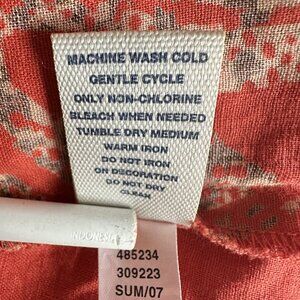 MACHINE WASH COLD
GENTLE CYCLE
ONLY NON-CHLORINE
BLEACH WHEN NEEDED
TUMBLE DRY MEDIUM
WARM IRON
DO NOT IRON
ON DECORATION
DO NOT DRY
CLEAN
INDONESIA
485234
309223
SUM/07